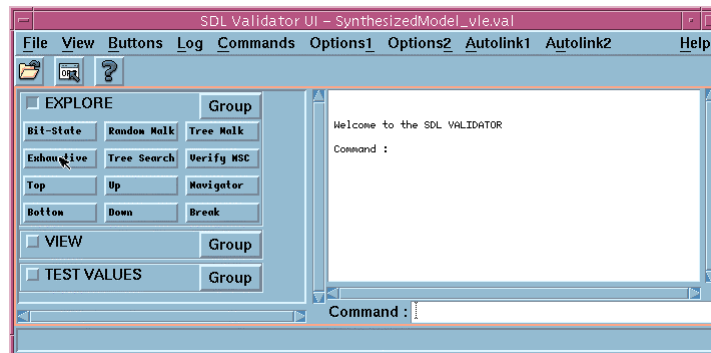 SDL Validator UI – SynthesizedModel_vle.val
File View Buttons Log Commands Options1 Options2 Autolink1 Autolink2 Help
EXPLORE Group
Bit-State Random Walk Tree Walk
Exhaustive Tree Search Verify MSC
Top Up Navigator
Bottom Down Break
VIEW Group
TEST VALUES Group
Welcome to the SDL VALIDATOR
Command :
Command :